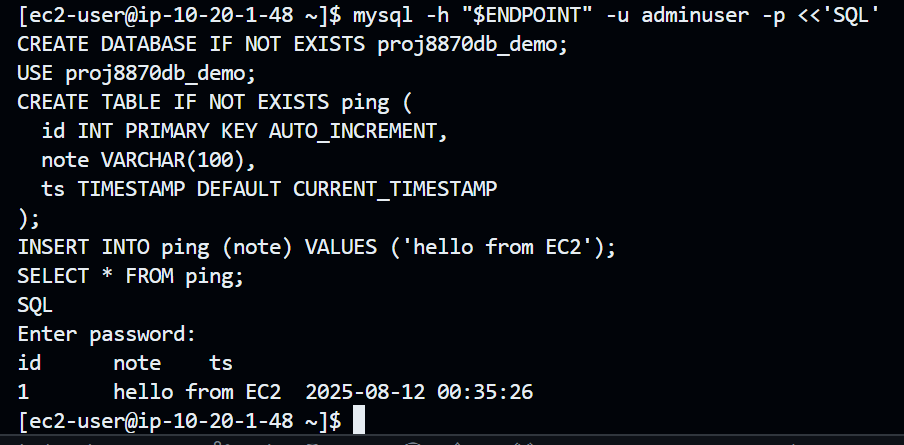 [ec2-user@ip-10-20-1-48 ~]$ mysql -h "$ENDPOINT" -u adminuser -p <<'SQL'
CREATE DATABASE IF NOT EXISTS proj8870db_demo;
USE proj8870db_demo;
CREATE TABLE IF NOT EXISTS ping (
  id INT PRIMARY KEY AUTO_INCREMENT,
  note VARCHAR(100),
  ts TIMESTAMP DEFAULT CURRENT_TIMESTAMP
);
INSERT INTO ping (note) VALUES ('hello from EC2');
SELECT * FROM ping;
SQL
Enter password:
id      note    ts
1       hello from EC2  2025-08-12 00:35:26
[ec2-user@ip-10-20-1-48 ~]$